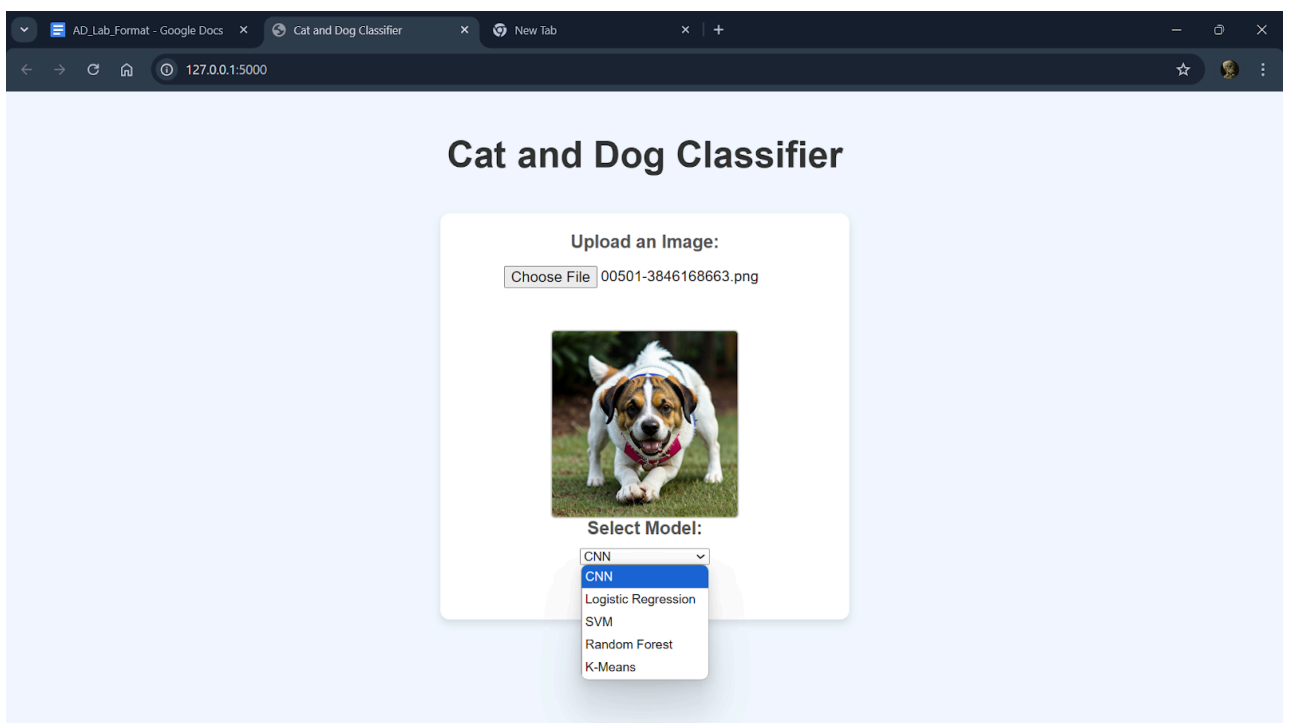 AD_Lab_Format - Google Docs
Cat and Dog Classifier
New Tab
127.0.0.1:5000
Cat and Dog Classifier
Upload an Image:
Choose File 00501-3846168663.png
Select Model:
CNN
CNN
Logistic Regression
SVM
Random Forest
K-Means